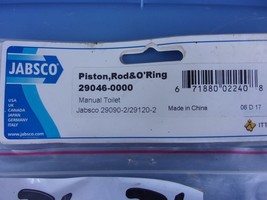 JABSCO
USA
UK
CANADA
JAPAN
GERMANY
ITALY
www.jabsco.com
Piston,Rod&O'Ring
29046-0000
Manual Toilet
Jabsco 29090-2/29120-2
6 71880 02240 8
Made in China
06 D 17
ITT